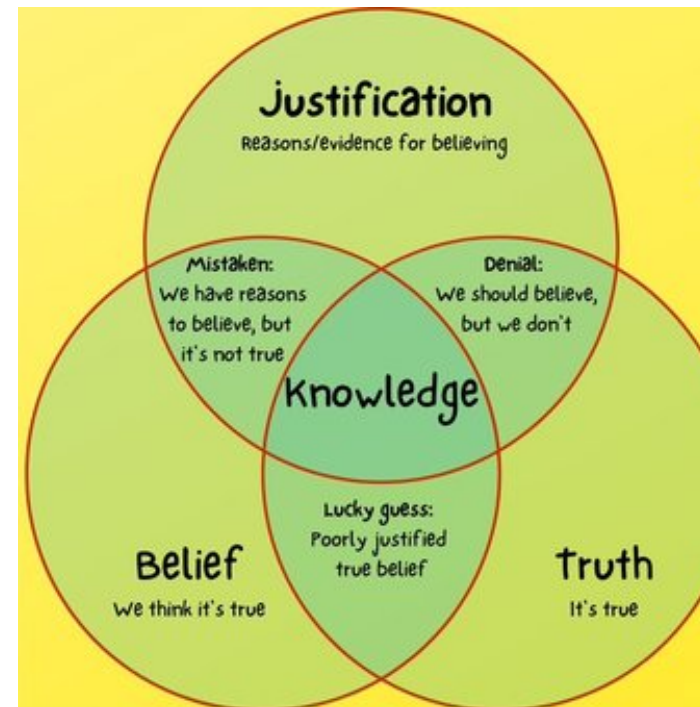 Justification
Reasons/evidence for believing
Mistaken:
We have reasons
to believe, but
it's not true
Denial:
We should believe,
but we don't
Knowledge
Lucky guess:
Poorly justified
true belief
Belief
We think it's true
Truth
It's true